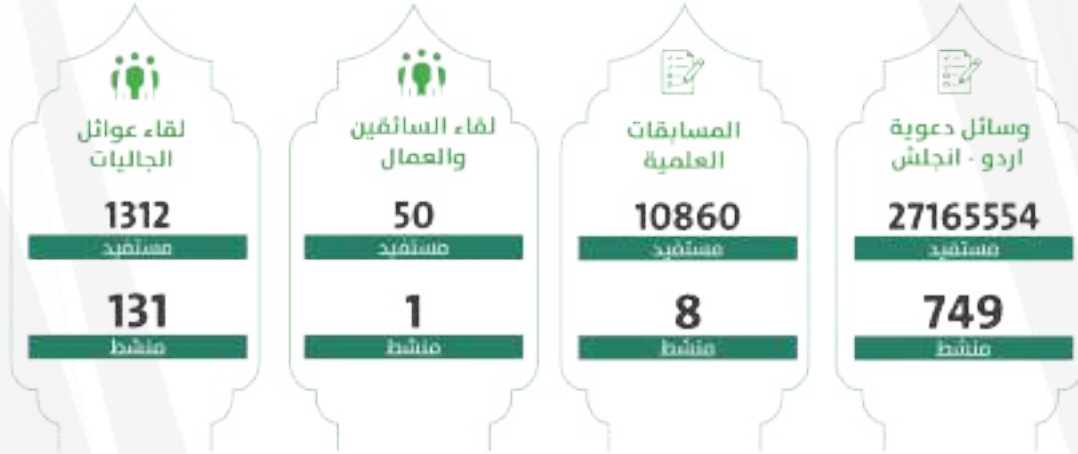 وسائل دعوية
اردو - انجلش
27165554
مستفيد
749
منشط
المسابقات
العلمية
10860
مستفيد
8
منشط
لقاء السائقين
والعمال
50
مستفيد
1
منشط
لقاء عوائل
الجاليات
1312
مستفيد
131
منشط